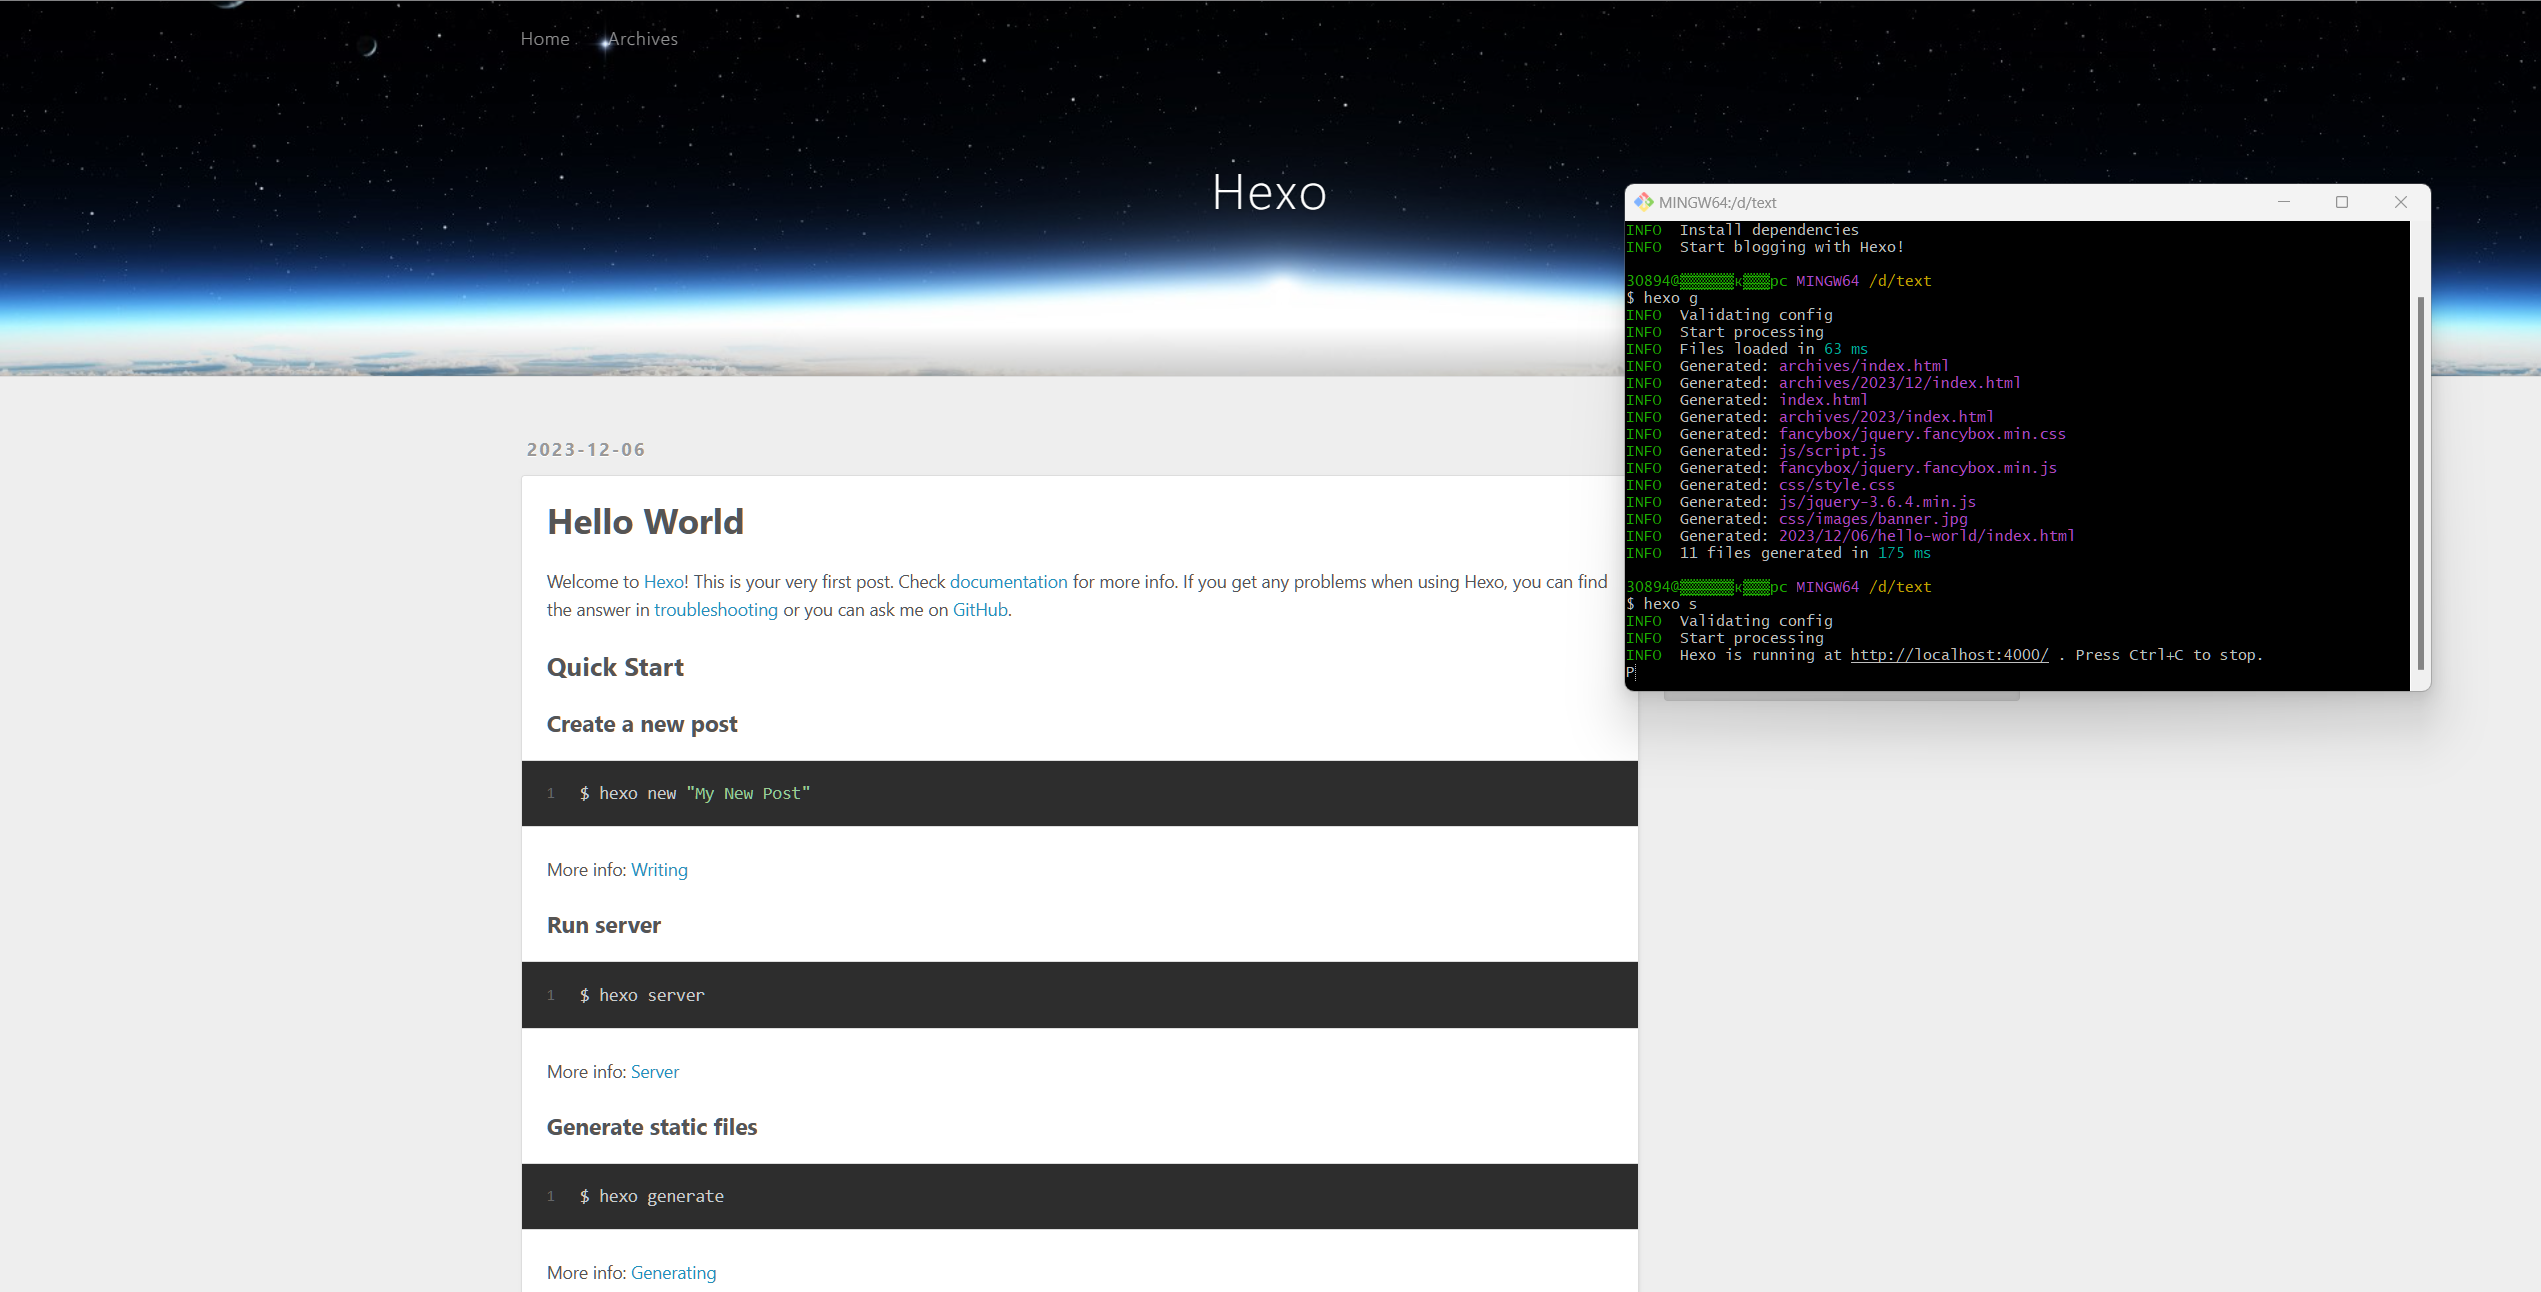 Home Archives
Hexo
2023-12-06
Hello World
Welcome to Hexo! This is your very first post. Check documentation for more info. If you get any problems when using Hexo, you can find
the answer in troubleshooting or you can ask me on GitHub.
Quick Start
Create a new post
1 $ hexo new "My New Post"
More info: Writing
Run server
1 $ hexo server
More info: Server
Generate static files
1 $ hexo generate
More info: Generating
MINGW64:/d/text
INFO Install dependencies
INFO Start blogging with Hexo!
30894@▒▒▒▒▒▒κ▒▒▒pc MINGW64 /d/text
$ hexo g
INFO Validating config
INFO Start processing
INFO Files loaded in 63 ms
INFO Generated: archives/index.html
INFO Generated: archives/2023/12/index.html
INFO Generated: index.html
INFO Generated: archives/2023/index.html
INFO Generated: fancybox/jquery.fancybox.min.css
INFO Generated: js/script.js
INFO Generated: fancybox/jquery.fancybox.min.js
INFO Generated: css/style.css
INFO Generated: js/jquery-3.6.4.min.js
INFO Generated: css/images/banner.jpg
INFO Generated: 2023/12/06/hello-world/index.html
INFO 11 files generated in 175 ms
30894@▒▒▒▒▒▒κ▒▒▒pc MINGW64 /d/text
$ hexo s
INFO Validating config
INFO Start processing
INFO Hexo is running at http://localhost:4000/ . Press Ctrl+C to stop.
P